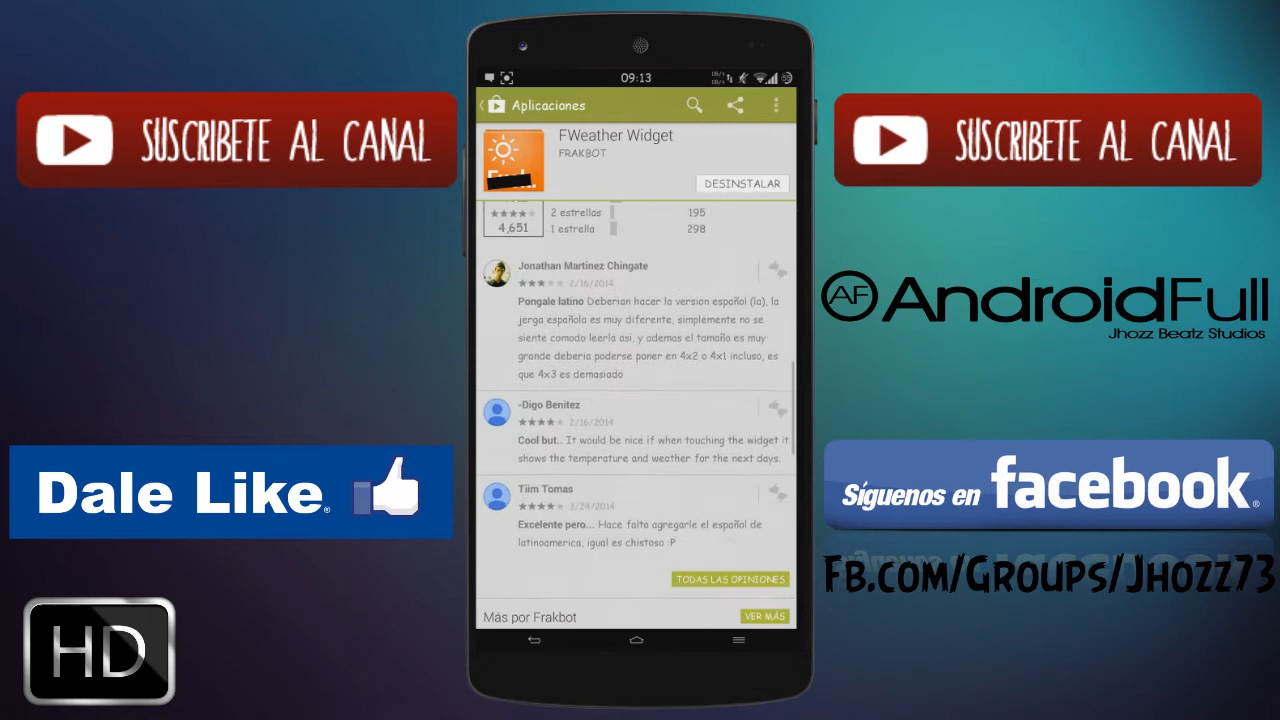 SUSCRIBETE AL CANAL
Dale Like®
HD
09:13
Aplicaciones
FWeather Widget
FRAKBOT
DESINSTALAR
2 estrellas 195
4,651 1 estrella 298
Jonathan Martinez Chingate
2/16/2014
Pongale latino Deberian hacer la version español (la), la
jerga española es muy diferente, simplemente no se
siente comodo leerla asi, y ademas el tamaño es muy
grande deberia poderse poner en 4x2 o 4x1 incluso, es
que 4x3 es demasiado
-Digo Benitez
2/16/2014
Cool but.. It would be nice if when touching the widget it
shows the temperature and weather for the next days.
Tiim Tomas
3/24/2014
Excelente pero... Hace falta agregarle el español de
latinoamerica, igual es chistoso :P
TODAS LAS OPINIONES
Más por Frakbot VER MÁS
SUSCRIBETE AL CANAL
AF AndroidFull
Jhozz Beatz Studios
Síguenos en facebook®
FB.com/Groups/Jhozz73